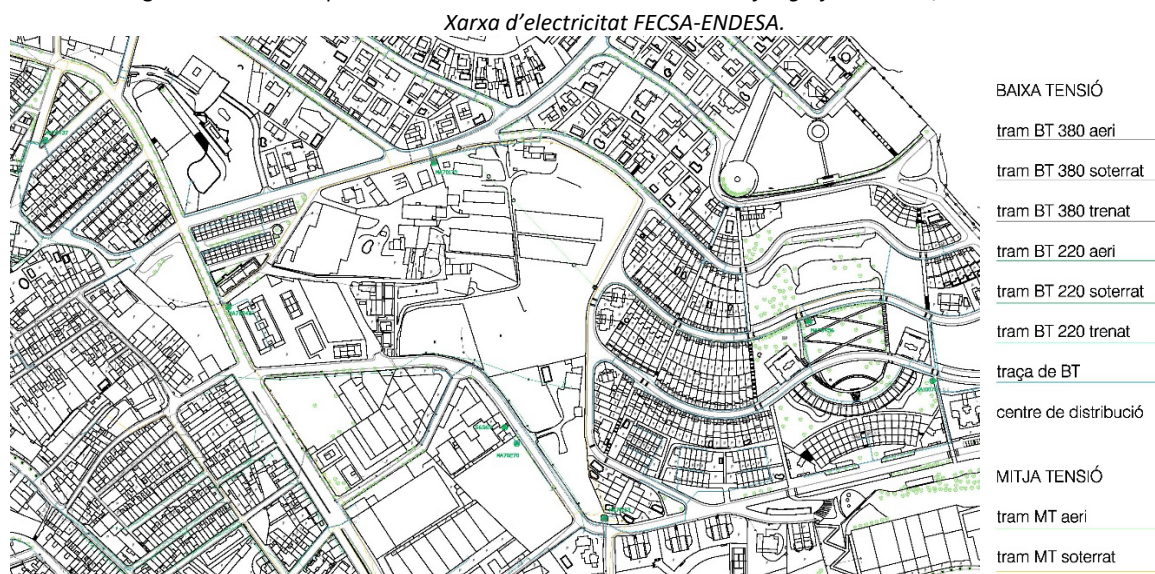 Xarxa d'electricitat FECSA-ENDESA.
BAIXA TENSIÓ
tram BT 380 aeri
tram BT 380 soterrat
tram BT 380 trenat
tram BT 220 aeri
tram BT 220 soterrat
tram BT 220 trenat
traça de BT
centre de distribució
MITJA TENSIÓ
tram MT aeri
tram MT soterrat
NA70270